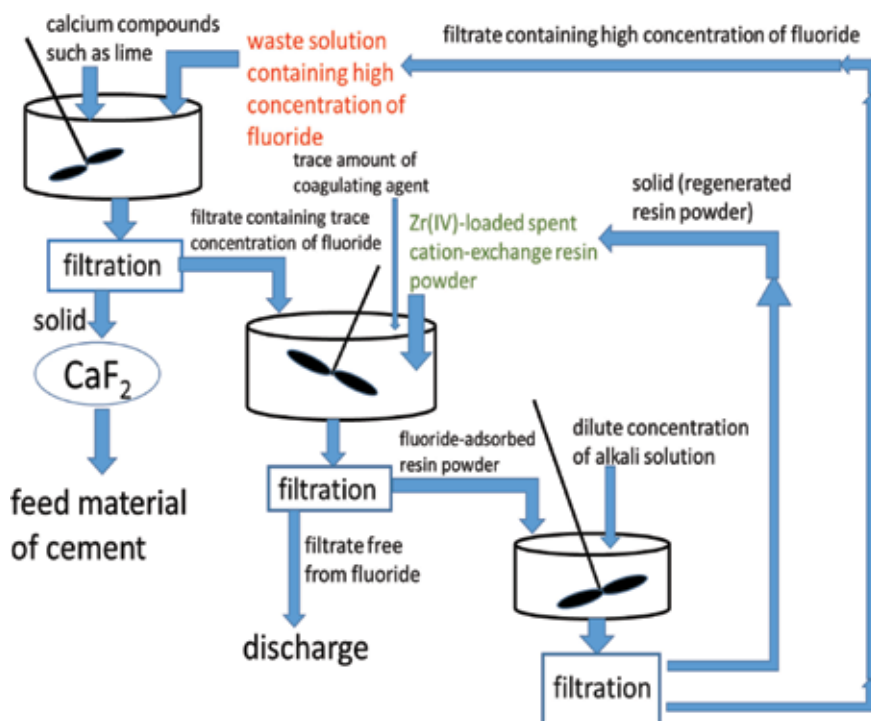 calcium compounds
such as lime
waste solution
containing high
concentration of
fluoride
filtrate containing high concentration of fluoride
trace amount of
coagulating agent
solid (regenerated
resin powder)
filtrate containing trace
concentration of fluoride
Zr(IV)-loaded spent
cation-exchange resin
powder
filtration
solid
CaF₂
feed material
of cement
fluoride-adsorbed
resin powder
dilute concentration
of alkali solution
filtration
filtrate free
from fluoride
discharge
filtration